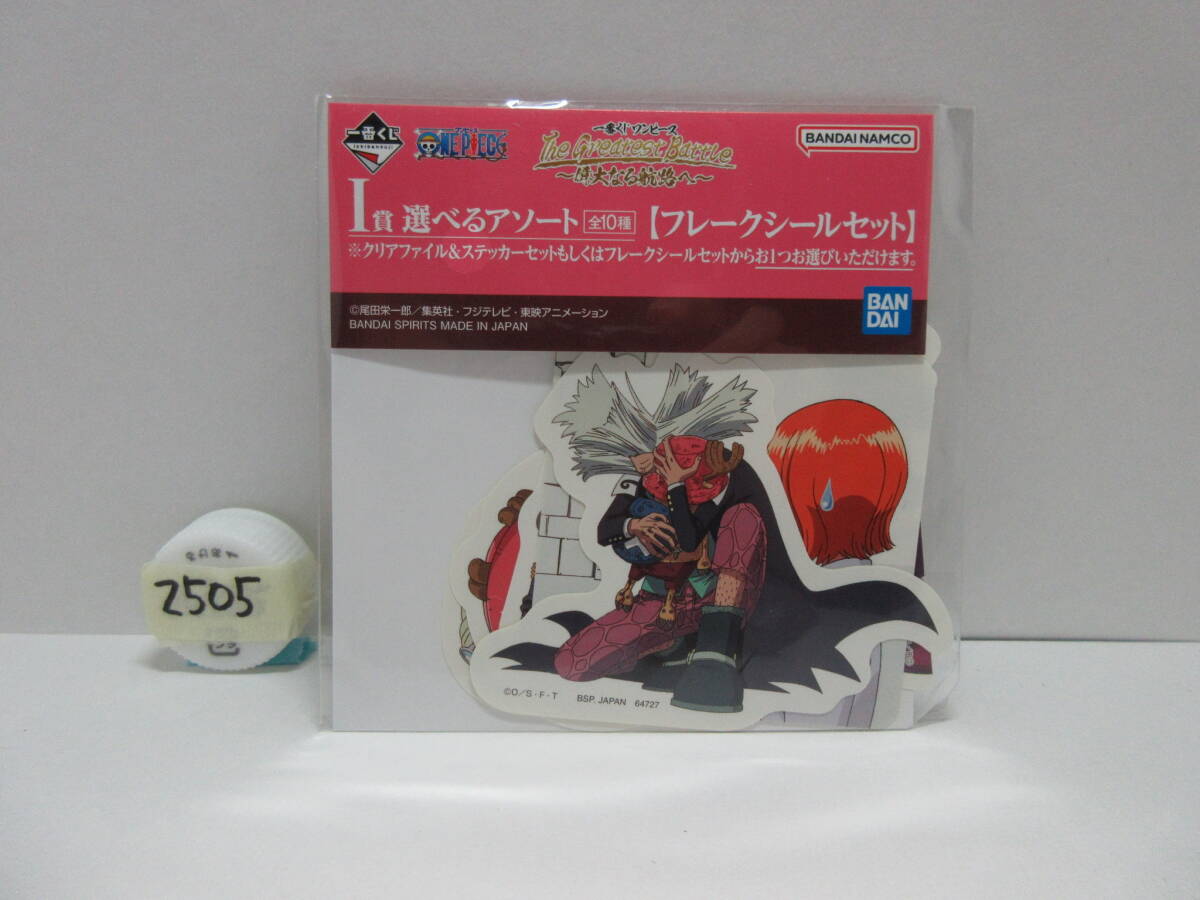 一番くじ
ONE PIECE
一番くじ ワンピース
The Greatest Battle
～偉大なる航路へ～
BANDAI NAMCO
I賞 選べるアソート 全10種 【フレークシールセット】
※クリアファイル&ステッカーセットもしくはフレークシールセットからお1つお選びいただけます。
BAN
DAI
©尾田栄一郎／集英社・フジテレビ・東映アニメーション
BANDAI SPIRITS MADE IN JAPAN
2505
©O／S・F・T BSP. JAPAN 64727